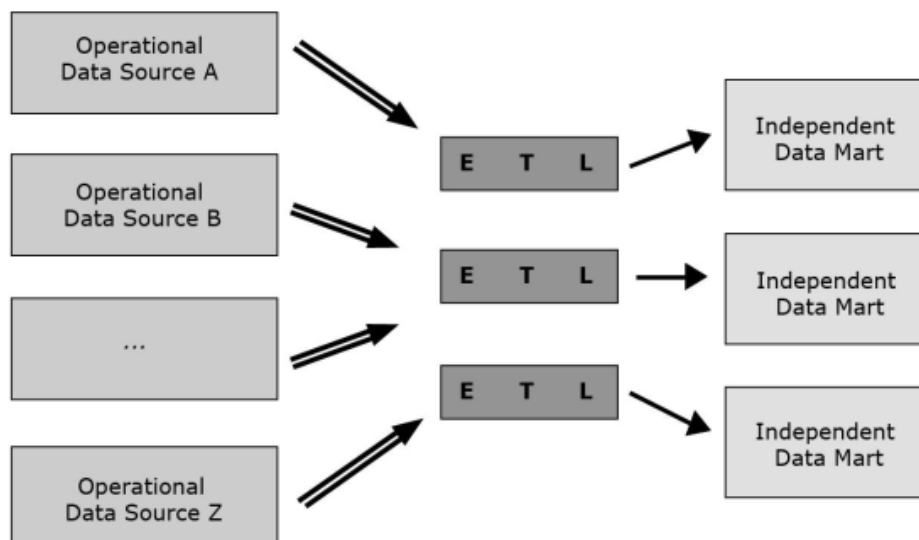 Operational
Data Source A
Operational
Data Source B
...
Operational
Data Source Z
E T L
E T L
E T L
Independent
Data Mart
Independent
Data Mart
Independent
Data Mart